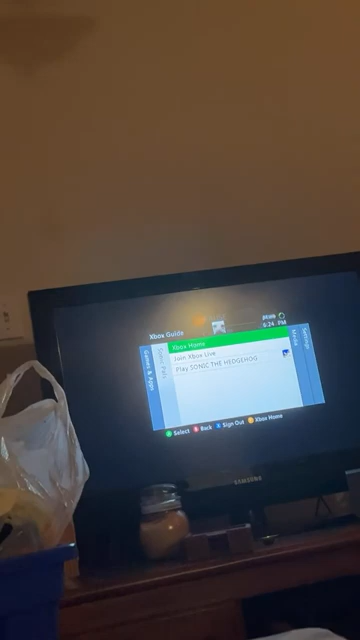 Xbox Guide
6:24 PM
Games & Apps
Xbox Home
Join Xbox Live
Play SONIC THE HEDGEHOG
Media
Settings
Select Back Sign Out Xbox Home
SAMSUNG